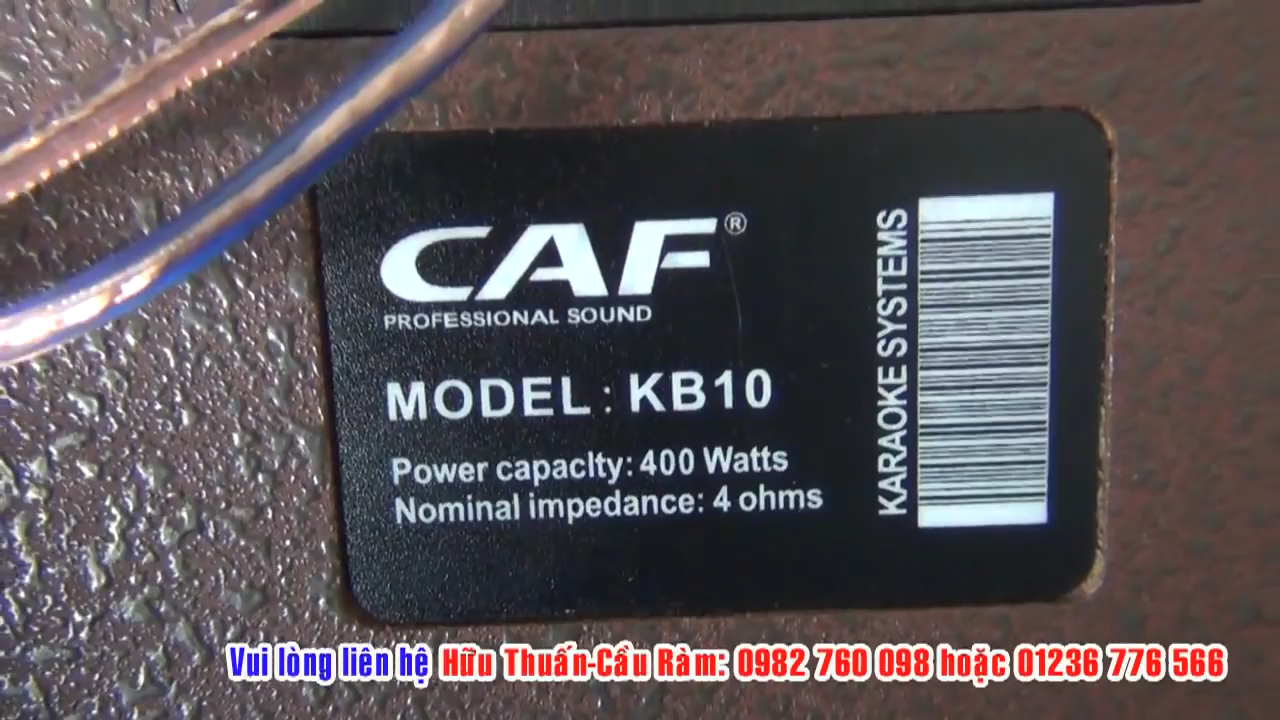 CAF®
PROFESSIONAL SOUND
MODEL : KB10
Power capacIty: 400 Watts
Nominal impedance: 4 ohms
KARAOKE SYSTEMS
Vui lòng liên hệ Hữu Thuấn-Cầu Ràm: 0982 760 098 hoặc 01236 776 566